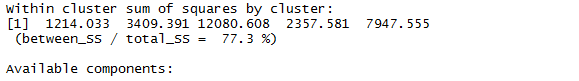 Within cluster sum of squares by cluster:
[1]  1214.033  3409.391 12080.608  2357.581  7947.555
 (between_SS / total_SS =  77.3 %)
Available components: